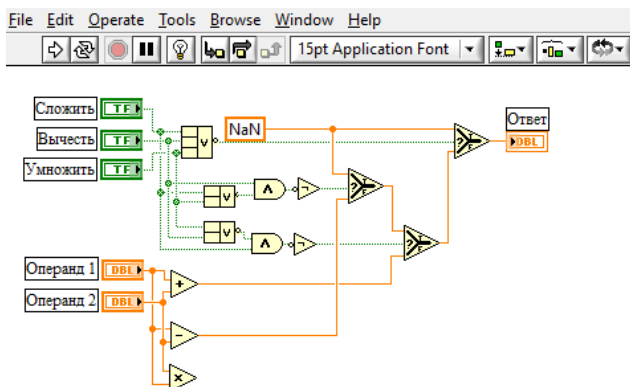 File Edit Operate Tools Browse Window Help
15pt Application Font
Сложить TF
Вычесть TF
Умножить TF
NaN
Ответ
DBL
Операнд 1 DBL
Операнд 2 DBL